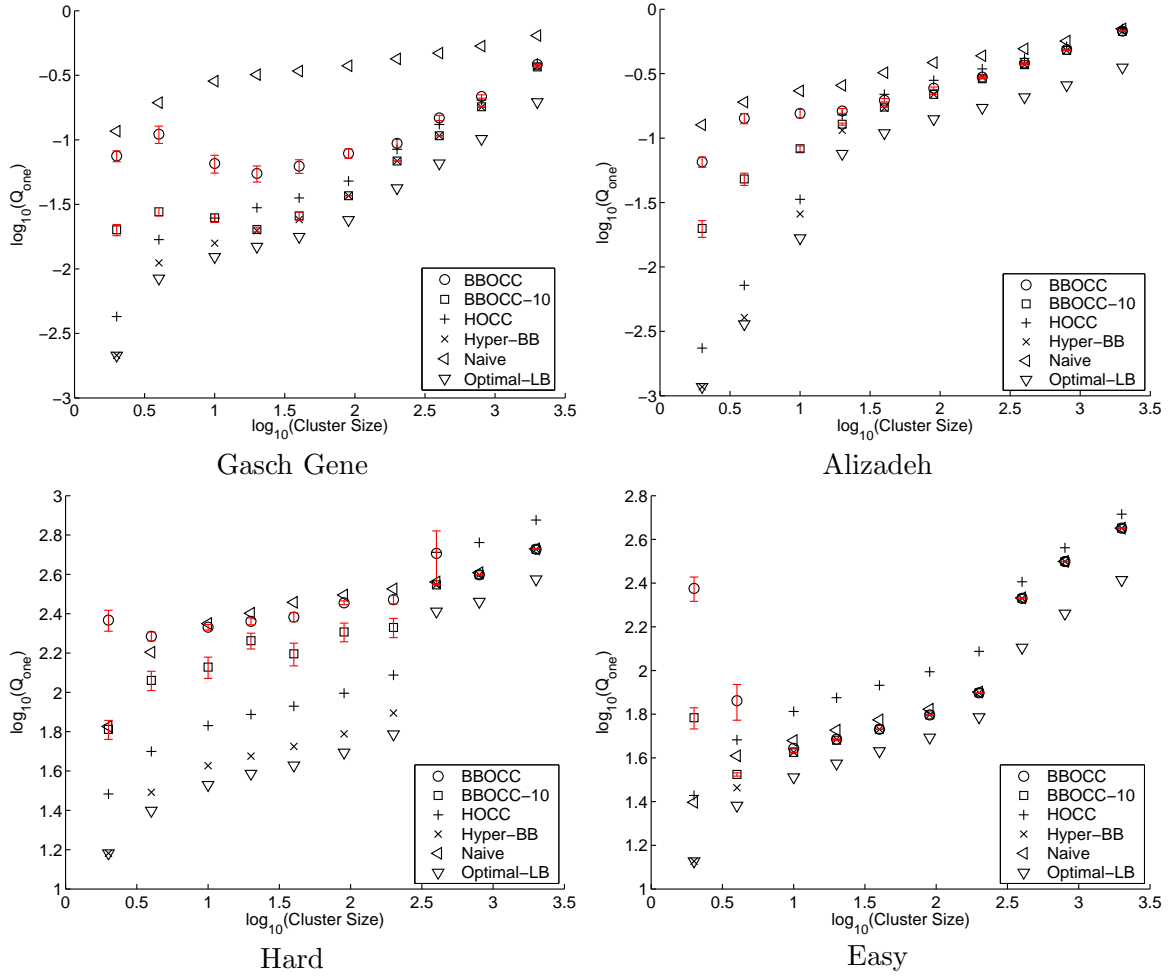 0
−0.5
−1
−1.5
−2
−2.5
−3
log10(Q_one)
0 0.5 1 1.5 2 2.5 3 3.5
log10(Cluster Size)
BBOCC
BBOCC−10
HOCC
Hyper−BB
Naive
Optimal−LB
Gasch Gene
0
−0.5
−1
−1.5
−2
−2.5
−3
log10(Q_one)
0 0.5 1 1.5 2 2.5 3 3.5
log10(Cluster Size)
BBOCC
BBOCC−10
HOCC
Hyper−BB
Naive
Optimal−LB
Alizadeh
3
2.8
2.6
2.4
2.2
2
1.8
1.6
1.4
1.2
1
log10(Q_one)
0 0.5 1 1.5 2 2.5 3 3.5
log10(Cluster Size)
BBOCC
BBOCC−10
HOCC
Hyper−BB
Naive
Optimal−LB
Hard
2.8
2.6
2.4
2.2
2
1.8
1.6
1.4
1.2
1
log10(Q_one)
0 0.5 1 1.5 2 2.5 3 3.5
log10(Cluster Size)
BBOCC
BBOCC−10
HOCC
Hyper−BB
Naive
Optimal−LB
Easy